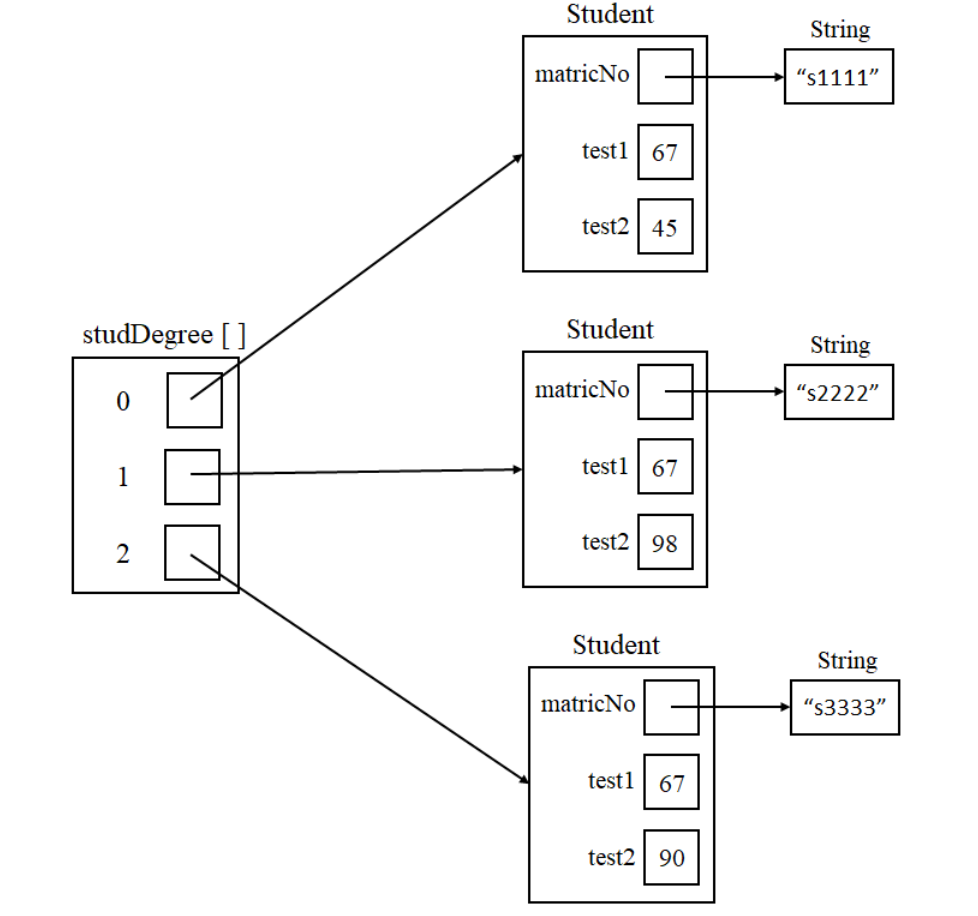 Student
String
matricNo
“s1111”
test1 67
test2 45
studDegree [ ]
0
1
2
Student
String
matricNo
“s2222”
test1 67
test2 98
Student
String
matricNo
“s3333”
test1 67
test2 90